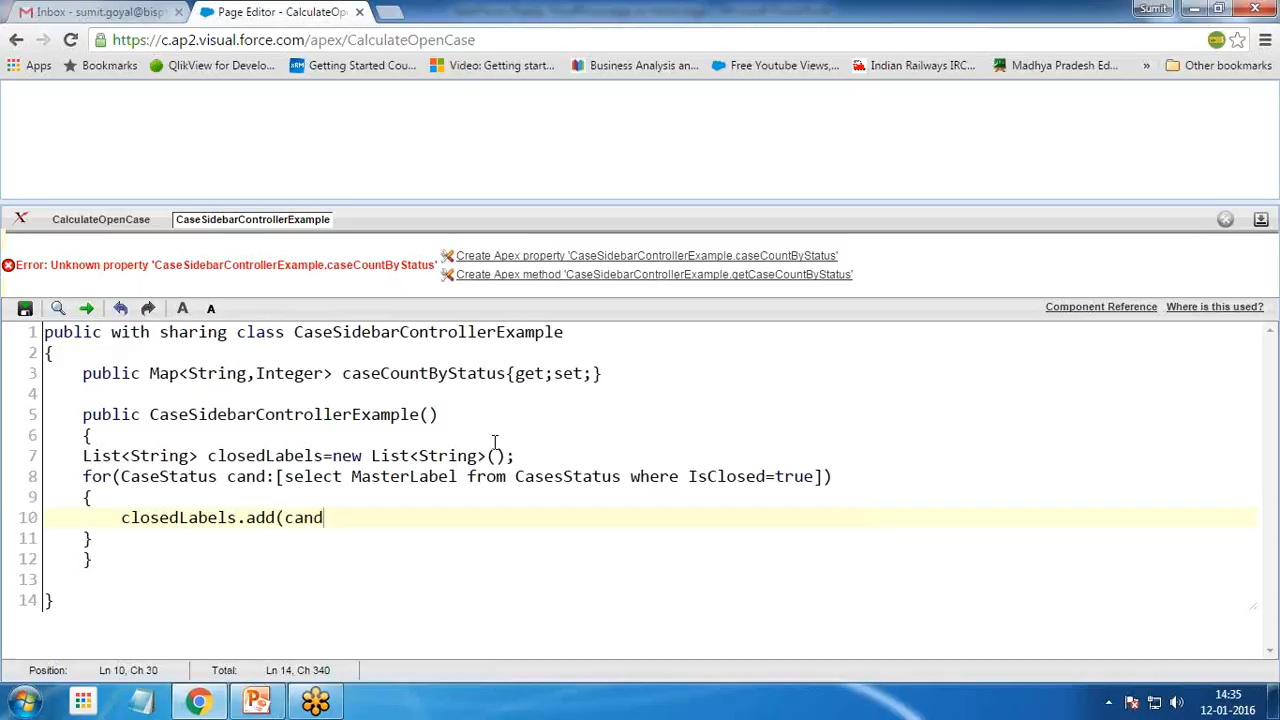 Inbox - sumit.goyal@bisp
Page Editor - CalculateOp
Sumit
https://c.ap2.visual.force.com/apex/CalculateOpenCase
Apps Bookmarks QlikView for Develo... Getting Started Cou... Video: Getting start... Business Analysis an... Free Youtube Views,... Indian Railways IRC... Madhya Pradesh Ed... » Other bookmarks
CalculateOpenCase CaseSidebarControllerExample
Create Apex property 'CaseSidebarControllerExample.caseCountByStatus'
Error: Unknown property 'CaseSidebarControllerExample.caseCountByStatus'
Create Apex method 'CaseSidebarControllerExample.getCaseCountByStatus'
A A Component Reference Where is this used?
1 public with sharing class CaseSidebarControllerExample
2 {
3 public Map<String,Integer> caseCountByStatus{get;set;}
4
5 public CaseSidebarControllerExample()
6 {
7 List<String> closedLabels=new List<String>();
8 for(CaseStatus cand:[select MasterLabel from CasesStatus where IsClosed=true])
9 {
10 closedLabels.add(cand
11 }
12 }
13
14 }
Position: Ln 10, Ch 30 Total: Ln 14, Ch 340
14:35
12-01-2016